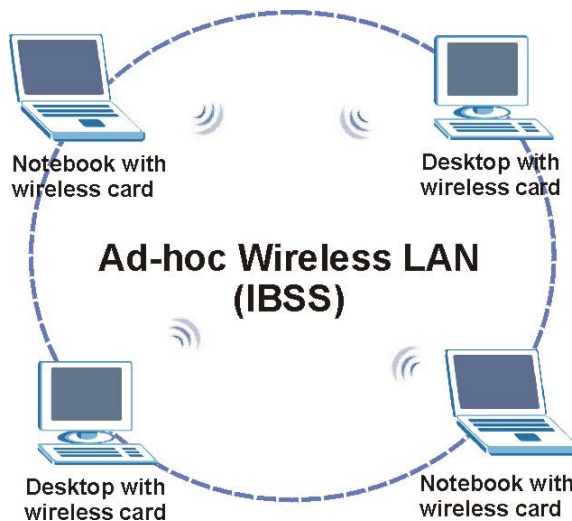 Notebook with
wireless card
Desktop with
wireless card
Ad-hoc Wireless LAN
(IBSS)
Desktop with
wireless card
Notebook with
wireless card